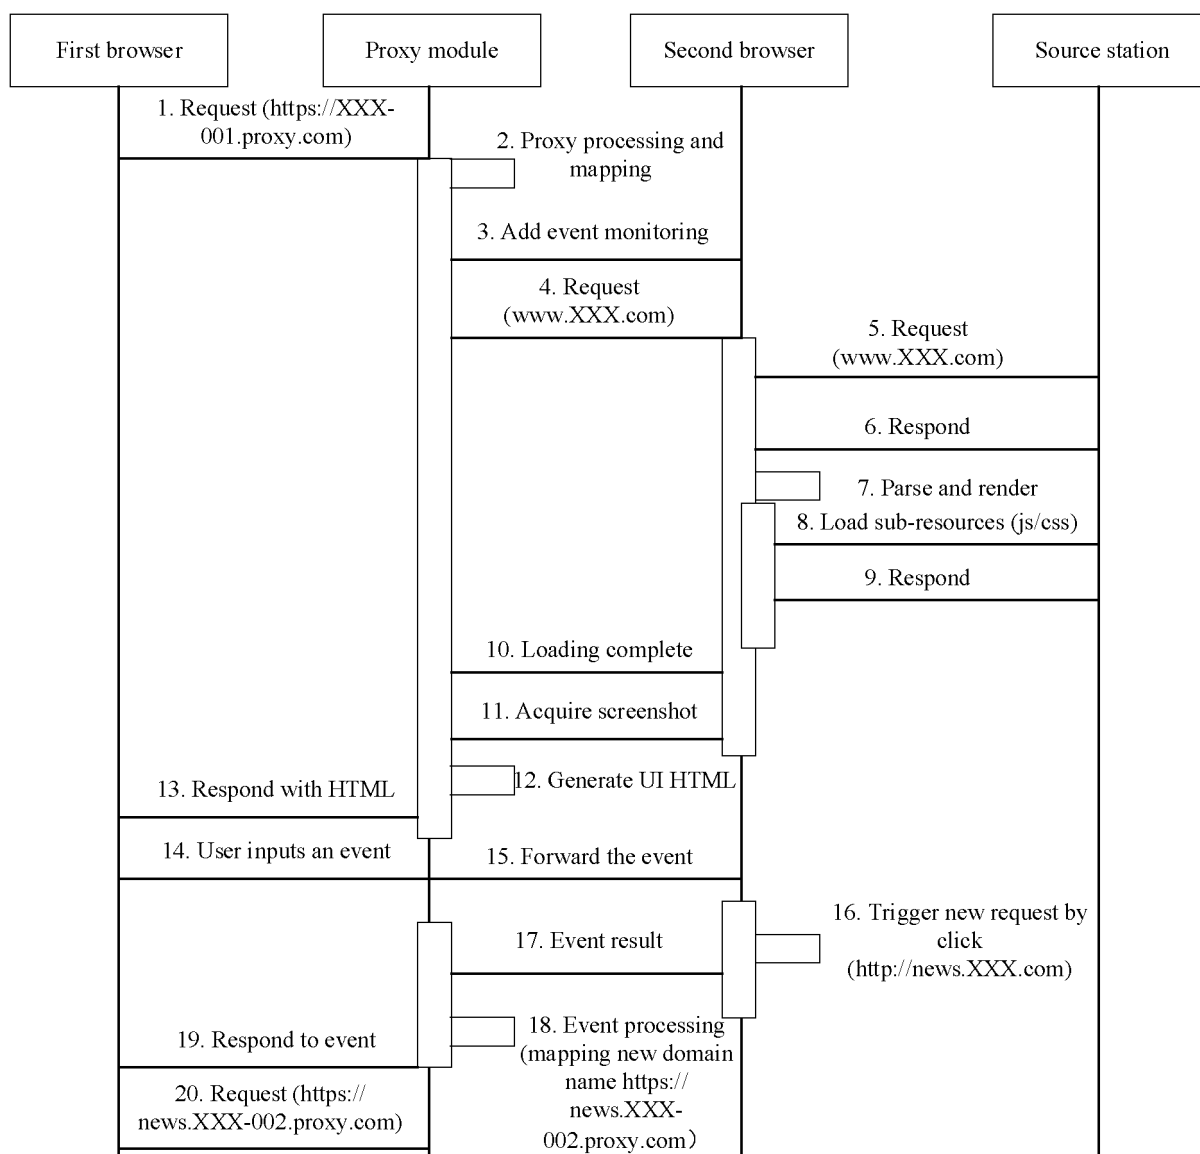 First browser
Proxy module
Second browser
Source station
1. Request (https://XXX-
001.proxy.com)
2. Proxy processing and
mapping
3. Add event monitoring
4. Request
(www.XXX.com)
5. Request
(www.XXX.com)
6. Respond
7. Parse and render
8. Load sub-resources (js/css)
9. Respond
10. Loading complete
11. Acquire screenshot
12. Generate UI HTML
13. Respond with HTML
14. User inputs an event
15. Forward the event
16. Trigger new request by
click
(http://news.XXX.com)
17. Event result
18. Event processing
(mapping new domain
name https://
news.XXX-
002.proxy.com）
19. Respond to event
20. Request (https://
news.XXX-002.proxy.com)